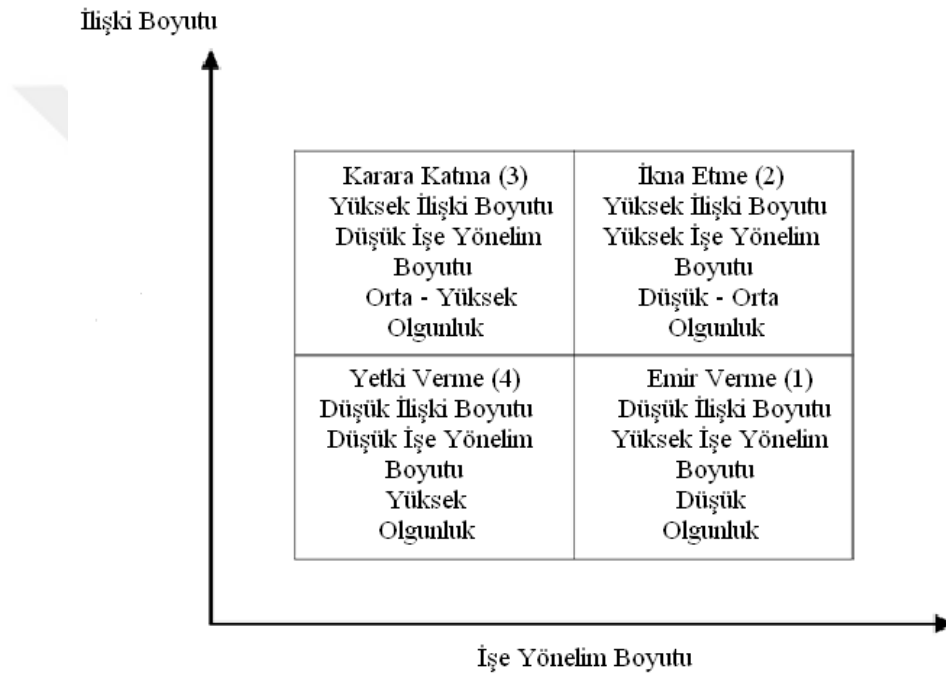 İlişki Boyutu
Karara Katma (3)
Yüksek İlişki Boyutu
Düşük İşe Yönelim
Boyutu
Orta - Yüksek
Olgunluk
İkna Etme (2)
Yüksek İlişki Boyutu
Yüksek İşe Yönelim
Boyutu
Düşük - Orta
Olgunluk
Yetki Verme (4)
Düşük İlişki Boyutu
Düşük İşe Yönelim
Boyutu
Yüksek
Olgunluk
Emir Verme (1)
Düşük İlişki Boyutu
Yüksek İşe Yönelim
Boyutu
Düşük
Olgunluk
İşe Yönelim Boyutu